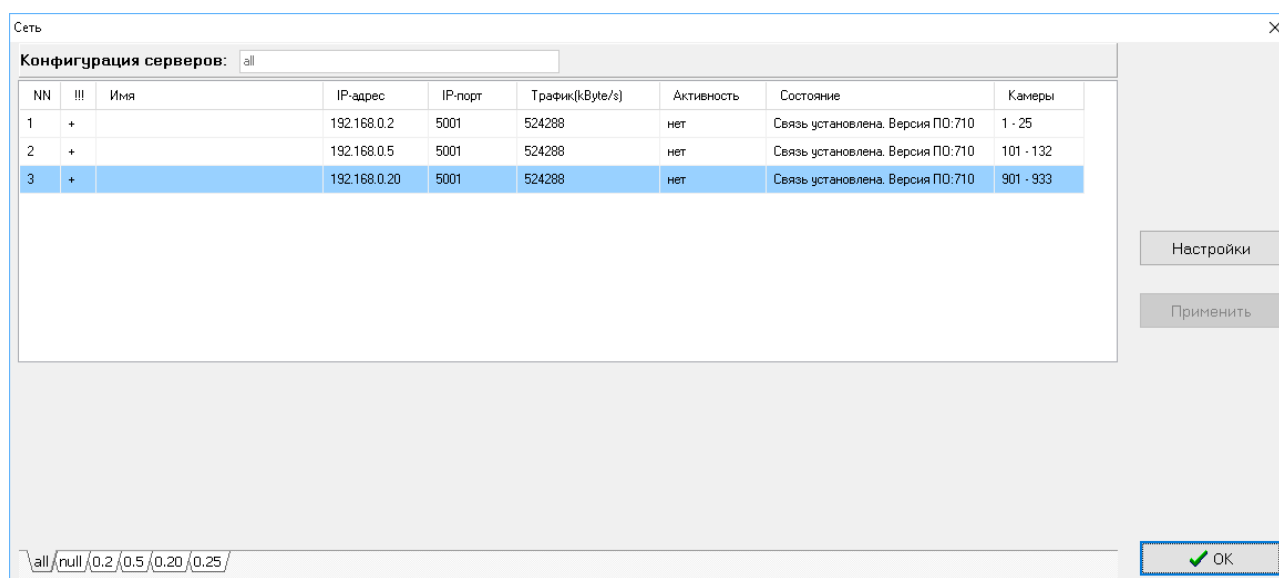 Сеть
Конфигурация серверов: all
NN !!! Имя IP-адрес IP-порт Трафик(kByte/s) Активность Состояние Камеры
1 + 192.168.0.2 5001 524288 нет Связь установлена. Версия ПО:710 1 - 25
2 + 192.168.0.5 5001 524288 нет Связь установлена. Версия ПО:710 101 - 132
3 + 192.168.0.20 5001 524288 нет Связь установлена. Версия ПО:710 901 - 933
Настройки
Применить
all null 0.2 0.5 0.20 0.25
OK